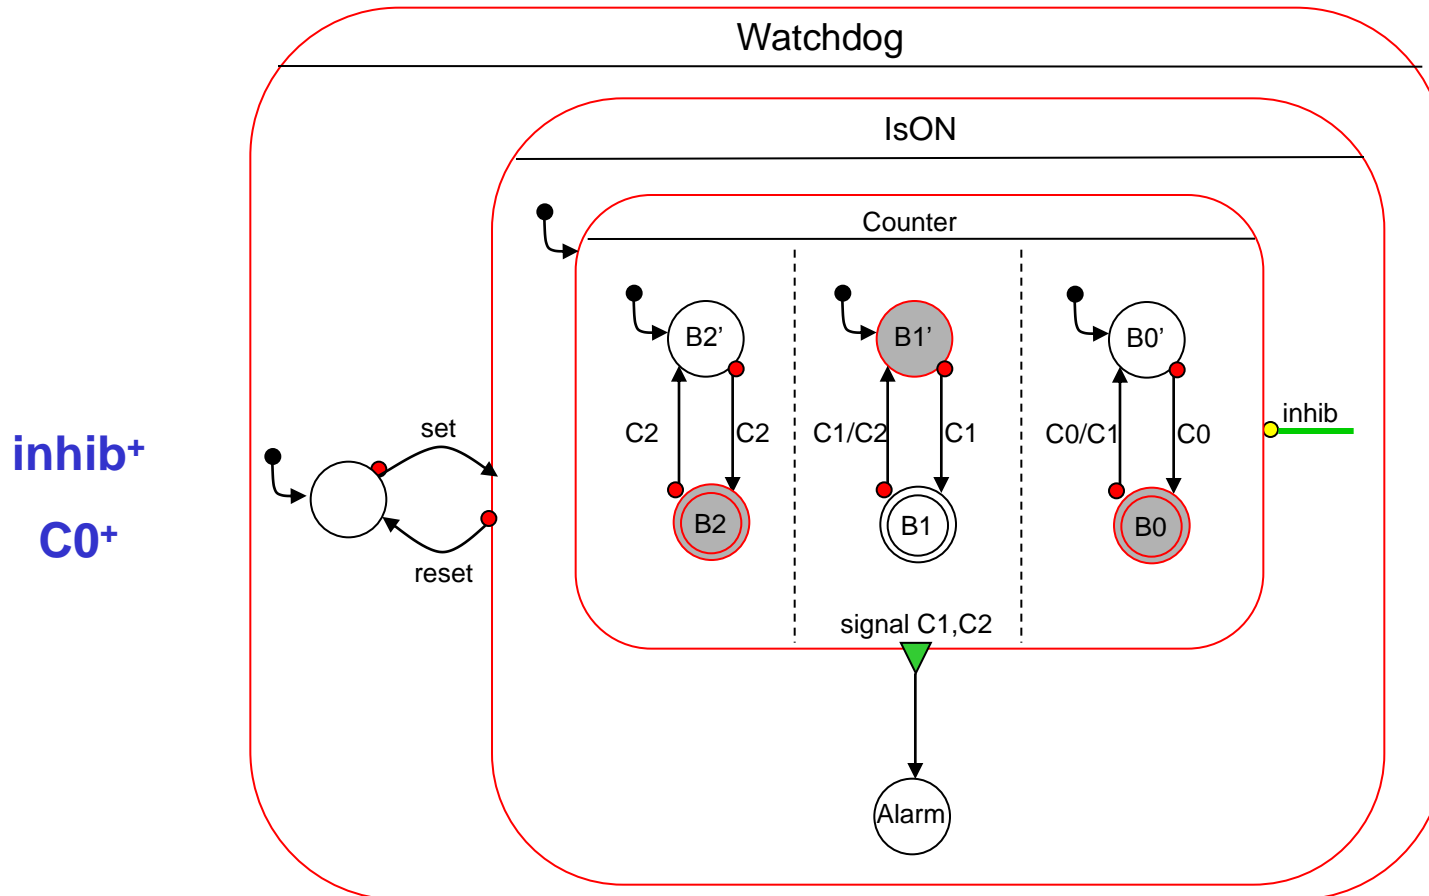 Watchdog
IsON
Counter
B2’
B1’
B0’
inhib
set
C2
C2
C1/C2
C1
C0/C1
C0
inhib+
C0+
B2
B1
B0
reset
signal C1,C2
Alarm